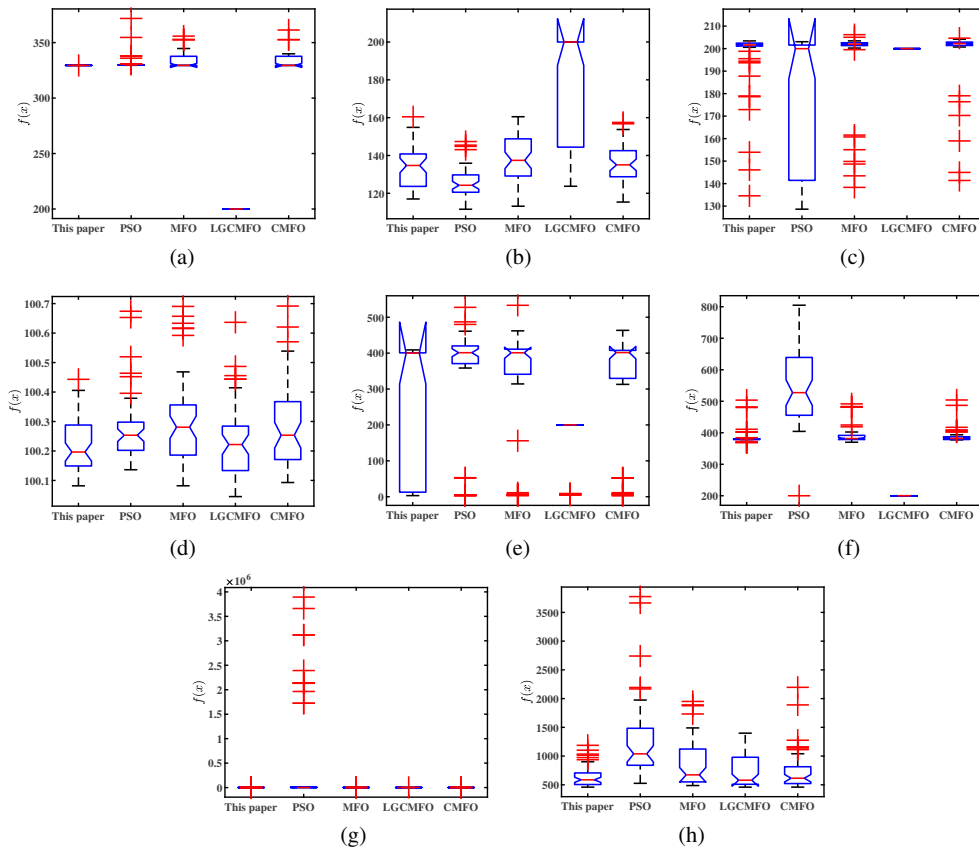 350
300
250
200
f(x)
This paper PSO MFO LGCMFO CMFO
(a)
200
180
160
140
120
f(x)
This paper PSO MFO LGCMFO CMFO
(b)
210
200
190
180
170
160
150
140
130
f(x)
This paper PSO MFO LGCMFO CMFO
(c)
100.7
100.6
100.5
100.4
100.3
100.2
100.1
f(x)
This paper PSO MFO LGCMFO CMFO
(d)
500
400
300
200
100
0
f(x)
This paper PSO MFO LGCMFO CMFO
(e)
800
700
600
500
400
300
200
f(x)
This paper PSO MFO LGCMFO CMFO
(f)
×10⁶
4
3.5
3
2.5
2
1.5
1
0.5
0
f(x)
This paper PSO MFO LGCMFO CMFO
(g)
3500
3000
2500
2000
1500
1000
500
f(x)
This paper PSO MFO LGCMFO CMFO
(h)